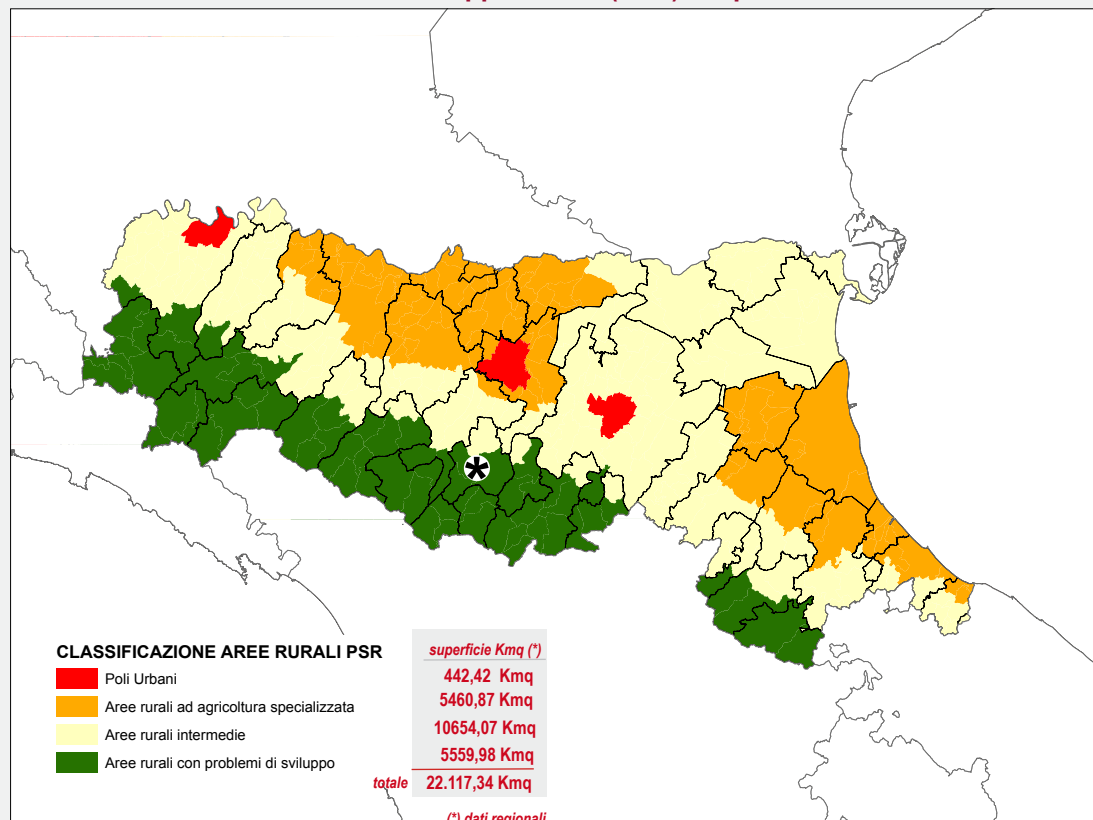 CLASSIFICAZIONE AREE RURALI PSR
superficie Kmq (*)
Poli Urbani
442,42 Kmq
Aree rurali ad agricoltura specializzata
5460,87 Kmq
Aree rurali intermedie
10654,07 Kmq
Aree rurali con problemi di sviluppo
5559,98 Kmq
totale 22.117,34 Kmq
(*) dati regionali